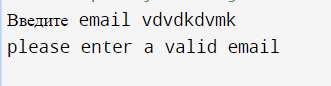 Введите email vdvdkdvmk
please enter a valid email